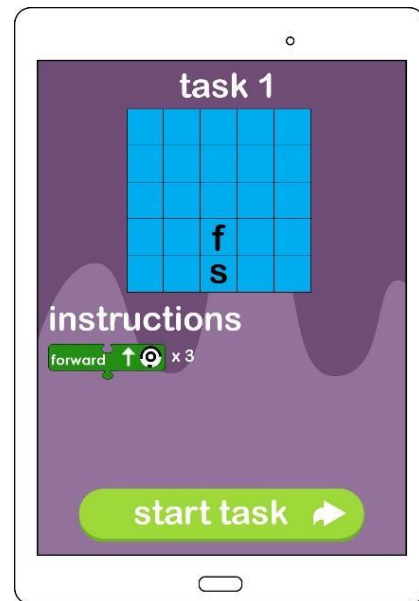 task 1
f
s
instructions
forward x 3
start task